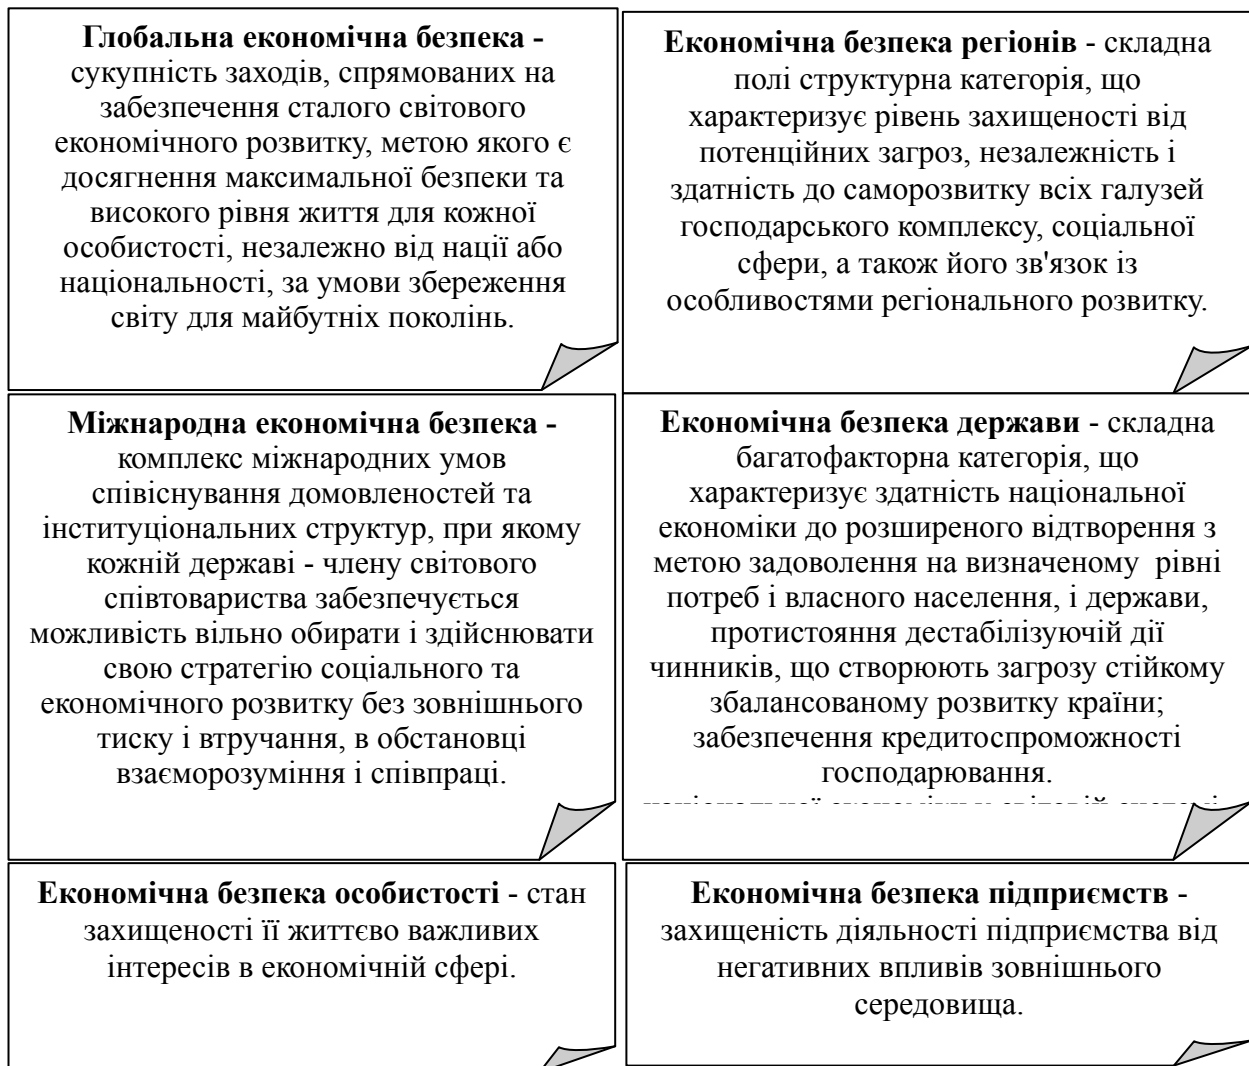 Глобальна економічна безпека -
сукупність заходів, спрямованих на
забезпечення сталого світового
економічного розвитку, метою якого є
досягнення максимальної безпеки та
високого рівня життя для кожної
особистості, незалежно від нації або
національності, за умови збереження
світу для майбутніх поколінь.
Економічна безпека регіонів - складна
полі структурна категорія, що
характеризує рівень захищеності від
потенційних загроз, незалежність і
здатність до саморозвитку всіх галузей
господарського комплексу, соціальної
сфери, а також його зв'язок із
особливостями регіонального розвитку.
Міжнародна економічна безпека -
комплекс міжнародних умов
співіснування домовленостей та
інституціональних структур, при якому
кожній державі - члену світового
співтовариства забезпечується
можливість вільно обирати і здійснювати
свою стратегію соціального та
економічного розвитку без зовнішнього
тиску і втручання, в обстановці
взаєморозуміння і співпраці.
Економічна безпека держави - складна
багатофакторна категорія, що
характеризує здатність національної
економіки до розширеного відтворення з
метою задоволення на визначеному рівні
потреб і власного населення, і держави,
протистояння дестабілізуючій дії
чинників, що створюють загрозу стійкому
збалансованому розвитку країни;
забезпечення кредитоспроможності
господарювання.
Економічна безпека особистості - стан
захищеності її життєво важливих
інтересів в економічній сфері.
Економічна безпека підприємств -
захищеність діяльності підприємства від
негативних впливів зовнішнього
середовища.